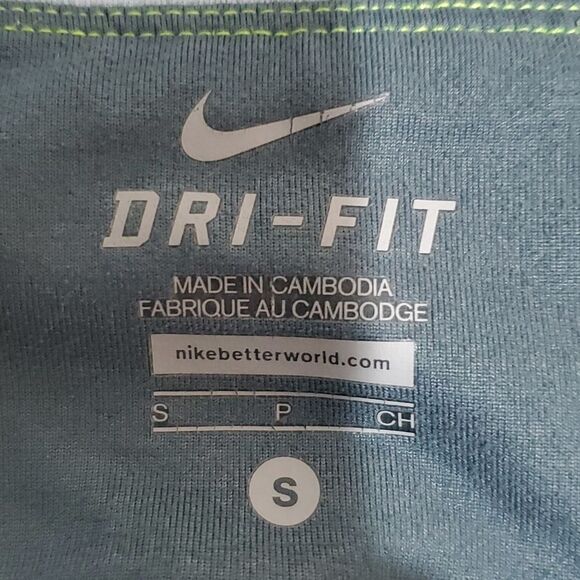 DRI-FIT
MADE IN CAMBODIA
FABRIQUE AU CAMBODGE
nikebetterworld.com
S P CH
S